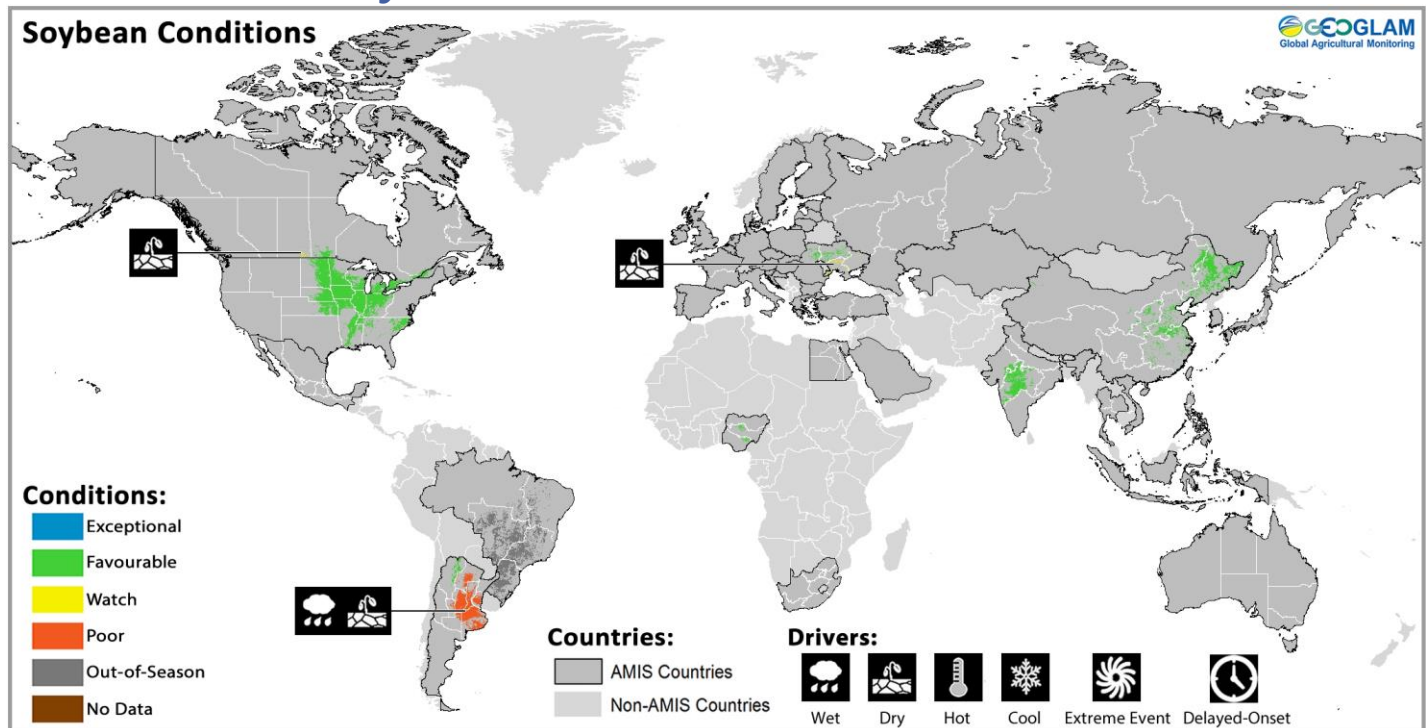 Soybean Conditions
GEOGLAM
Global Agricultural Monitoring
Conditions:
Exceptional
Favourable
Watch
Poor
Out-of-Season
No Data
Countries:
AMIS Countries
Non-AMIS Countries
Drivers:
Wet
Dry
Hot
Cool
Extreme Event
Delayed-Onset